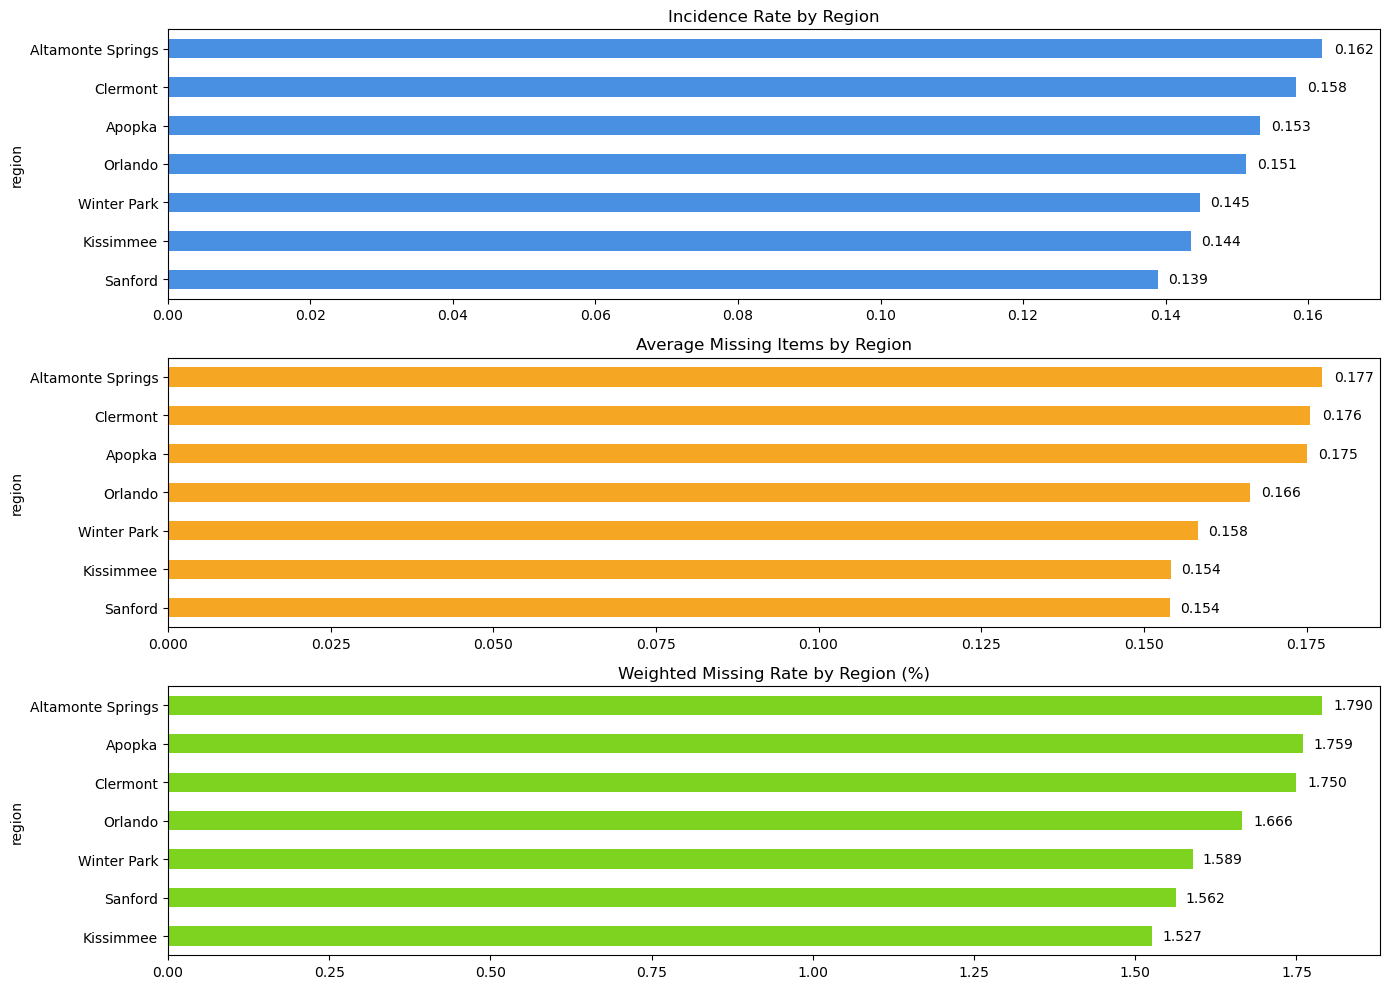 Incidence Rate by Region
region
Altamonte Springs 0.162
Clermont 0.158
Apopka 0.153
Orlando 0.151
Winter Park 0.145
Kissimmee 0.144
Sanford 0.139
0.00 0.02 0.04 0.06 0.08 0.10 0.12 0.14 0.16
Average Missing Items by Region
region
Altamonte Springs 0.177
Clermont 0.176
Apopka 0.175
Orlando 0.166
Winter Park 0.158
Kissimmee 0.154
Sanford 0.154
0.000 0.025 0.050 0.075 0.100 0.125 0.150 0.175
Weighted Missing Rate by Region (%)
region
Altamonte Springs 1.790
Apopka 1.759
Clermont 1.750
Orlando 1.666
Winter Park 1.589
Sanford 1.562
Kissimmee 1.527
0.00 0.25 0.50 0.75 1.00 1.25 1.50 1.75